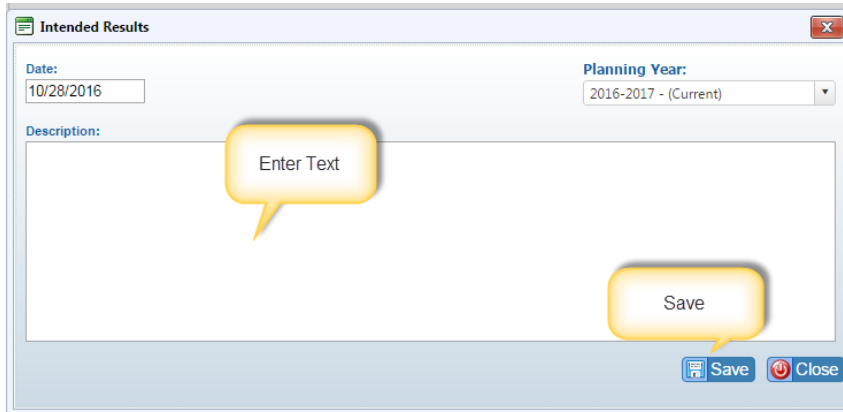 Intended Results
Date:
Planning Year:
10/28/2016
2016-2017 - (Current)
Description:
Enter Text
Save
Save
Close